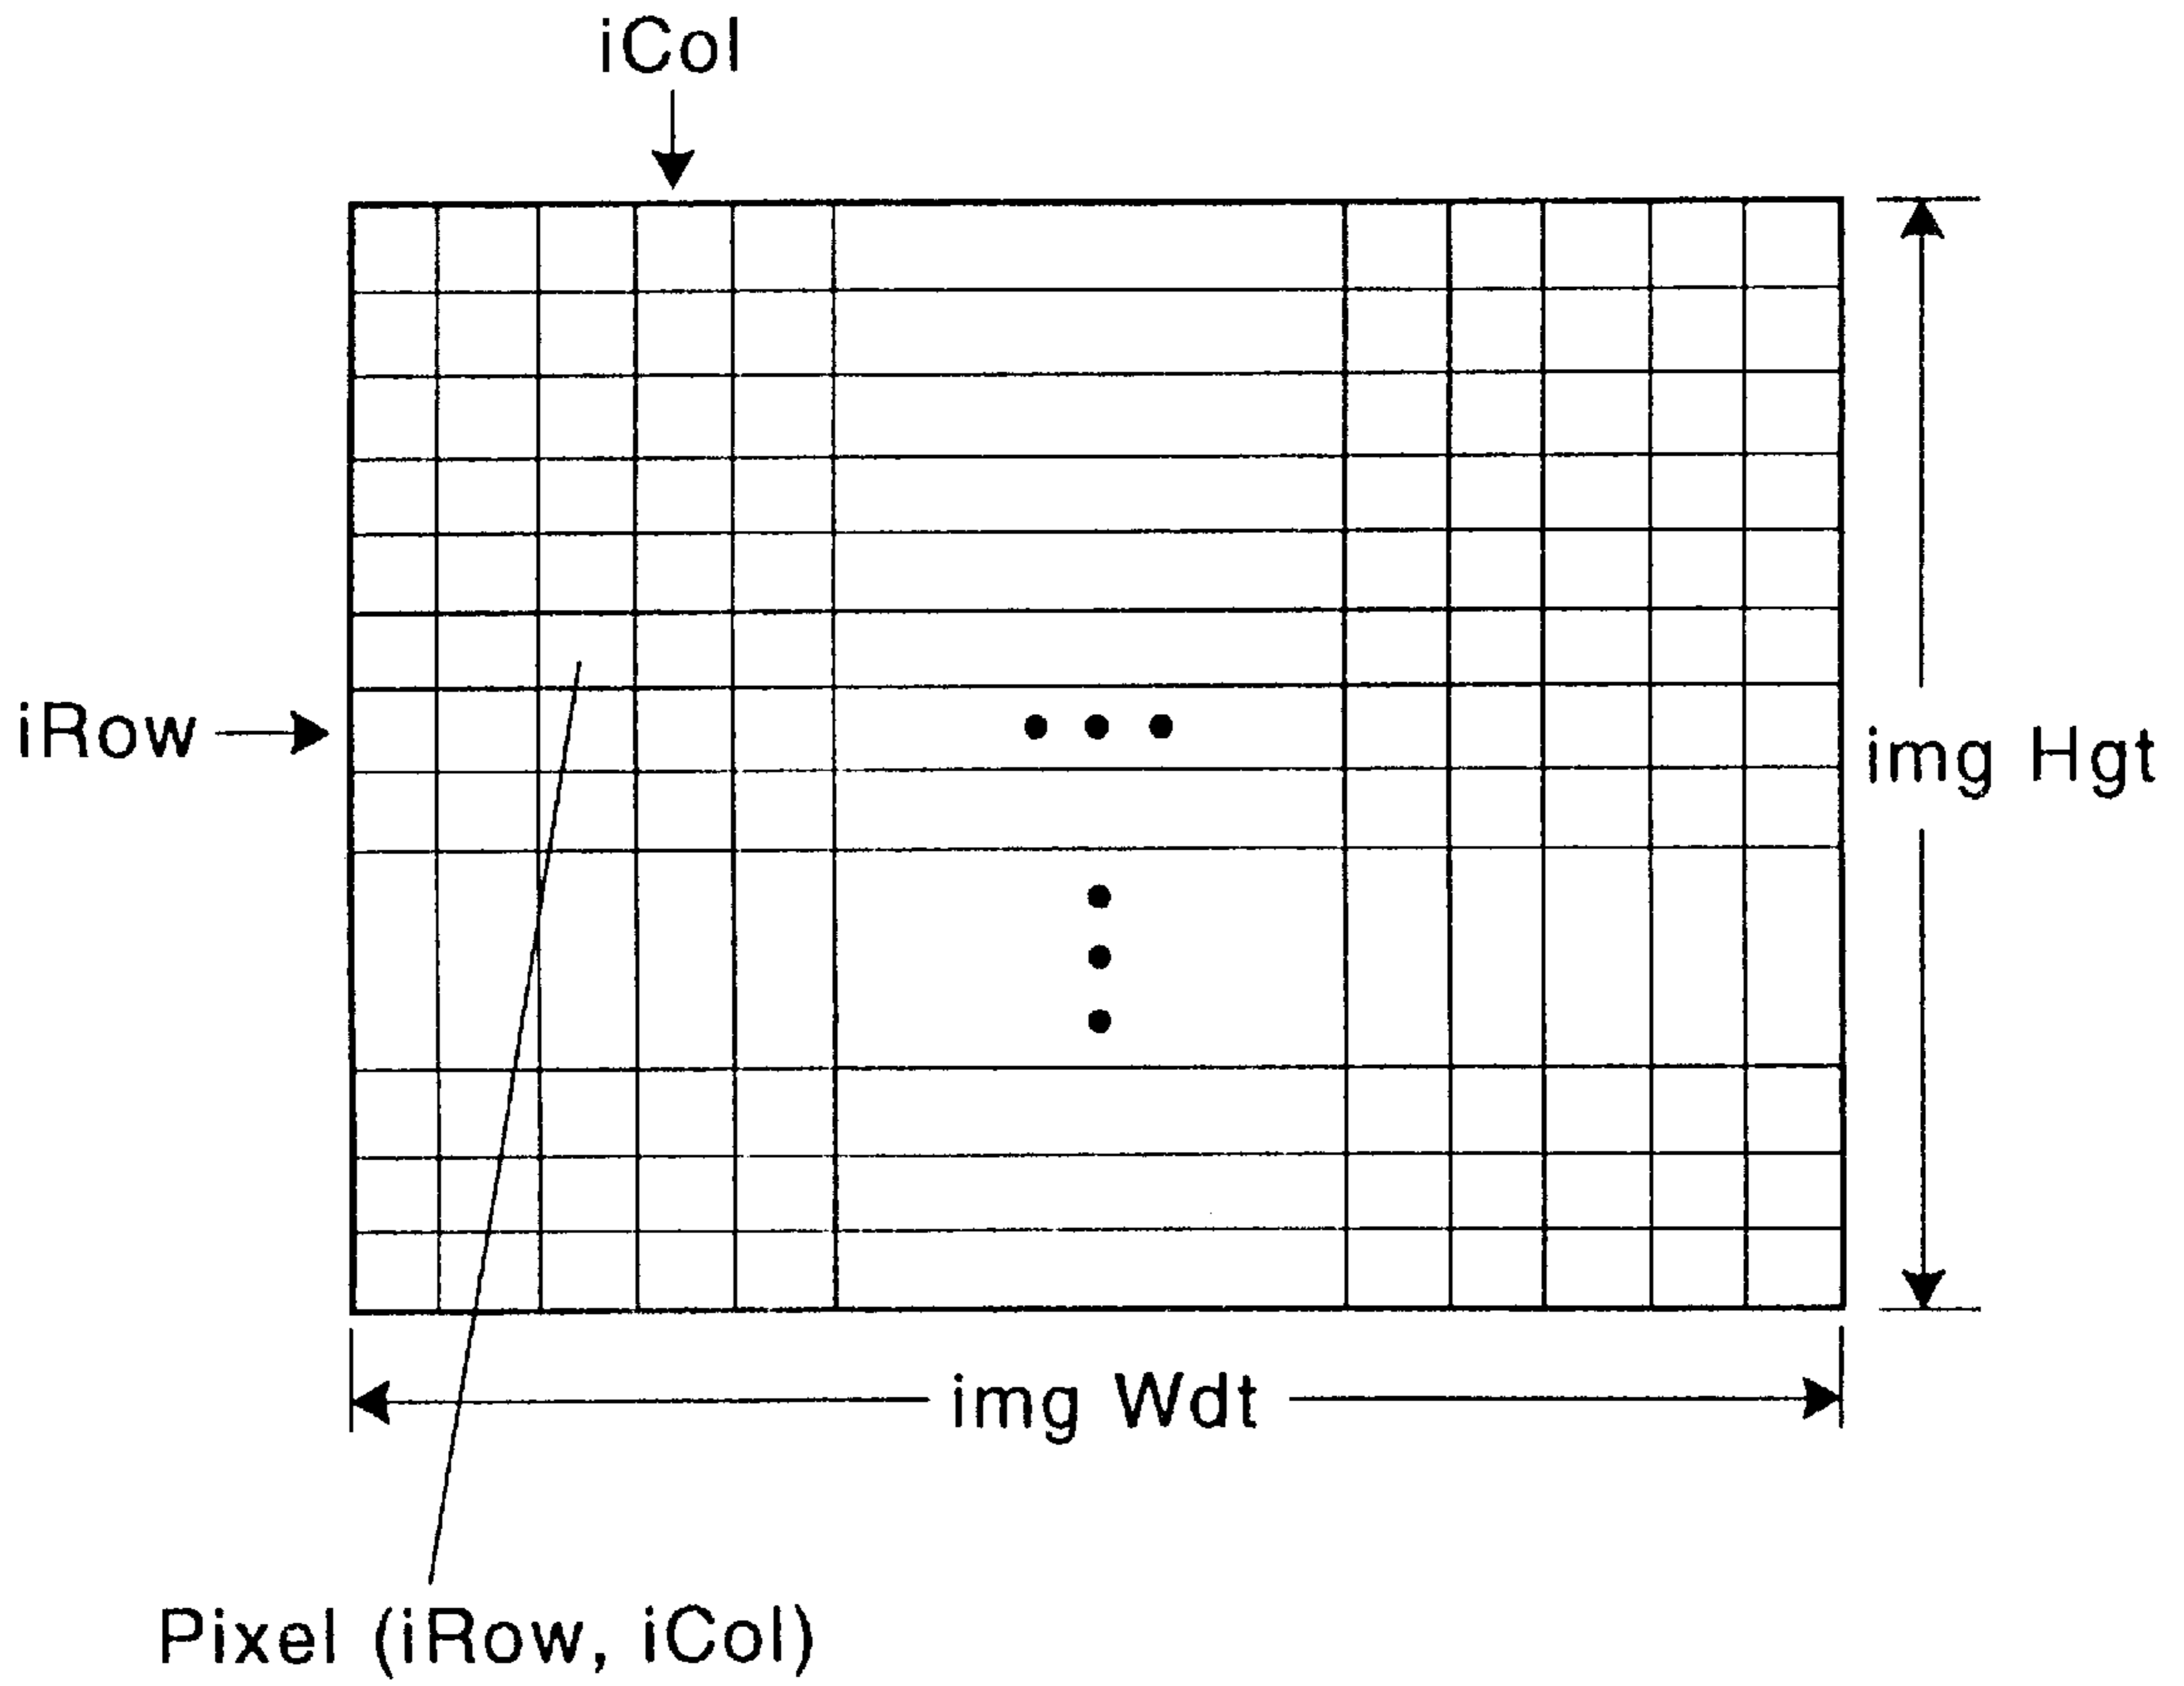 iCol
iRow
img Hgt
img Wdt
Pixel (iRow, iCol)